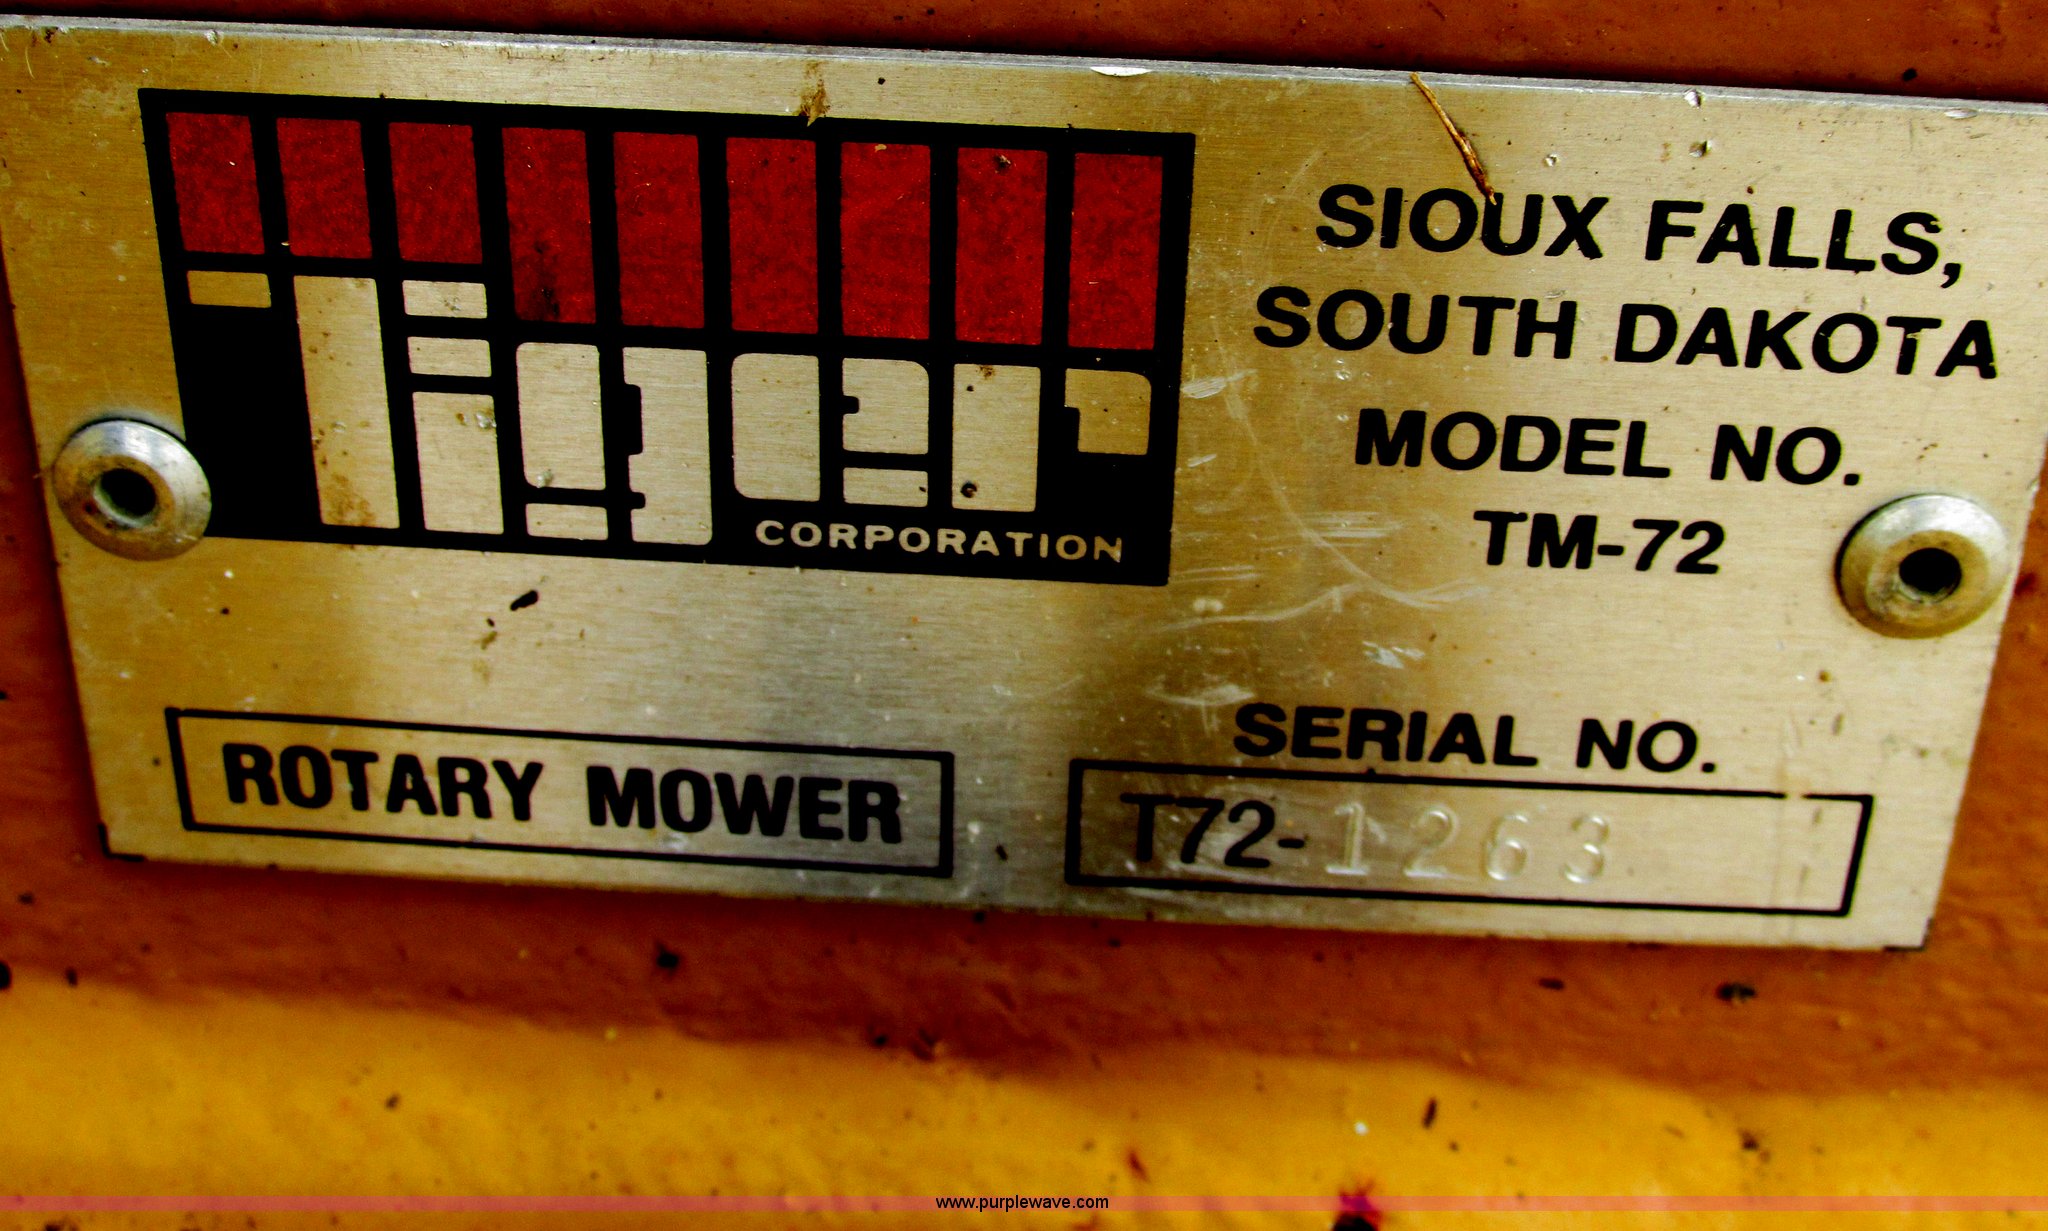 Tiger
CORPORATION
SIOUX FALLS,
SOUTH DAKOTA
MODEL NO.
TM-72
ROTARY MOWER
SERIAL NO.
T72-1263
www.purplewave.com